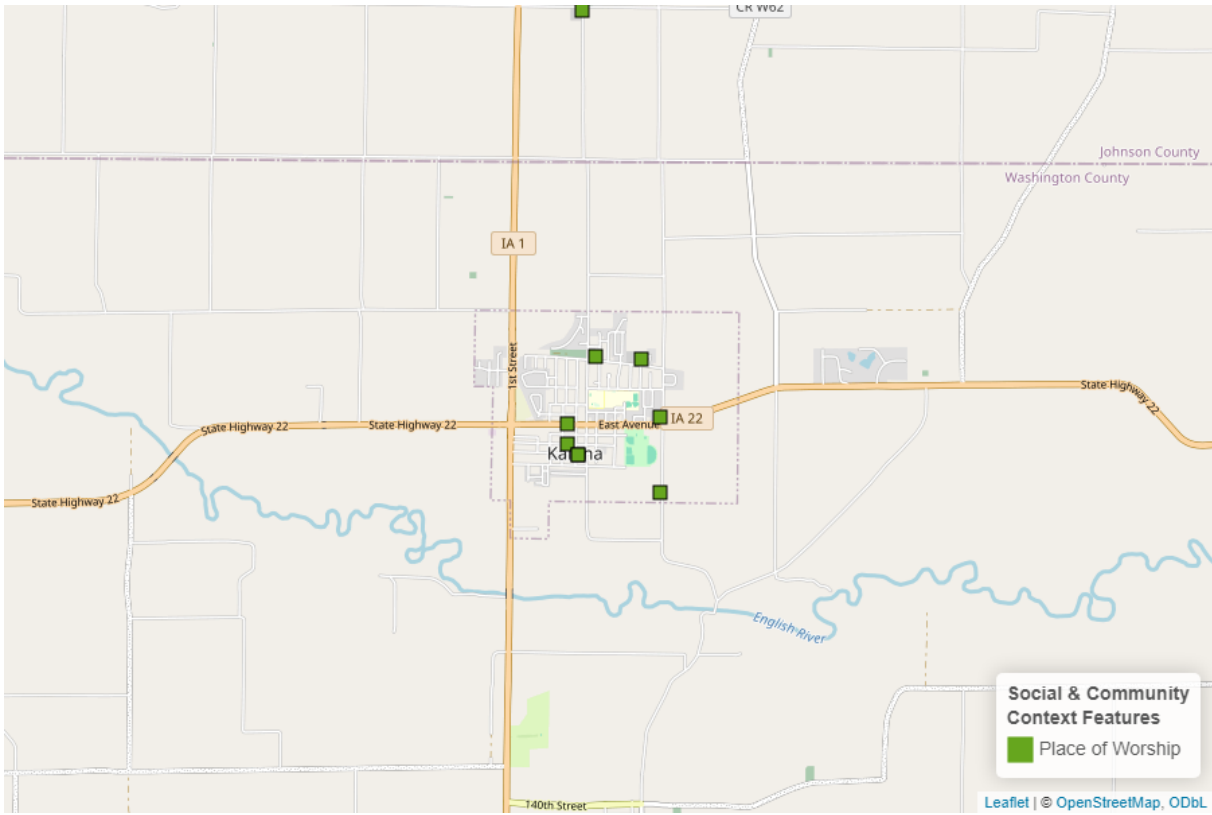 CR W62
Johnson County
Washington County
IA 1
1st Street
State Highway 22
IA 22
State Highway 22
State Highway 22
East Avenue
State Highway 22
English River
140th Street
Social & Community
Context Features
Place of Worship
Leaflet | © OpenStreetMap, ODbL